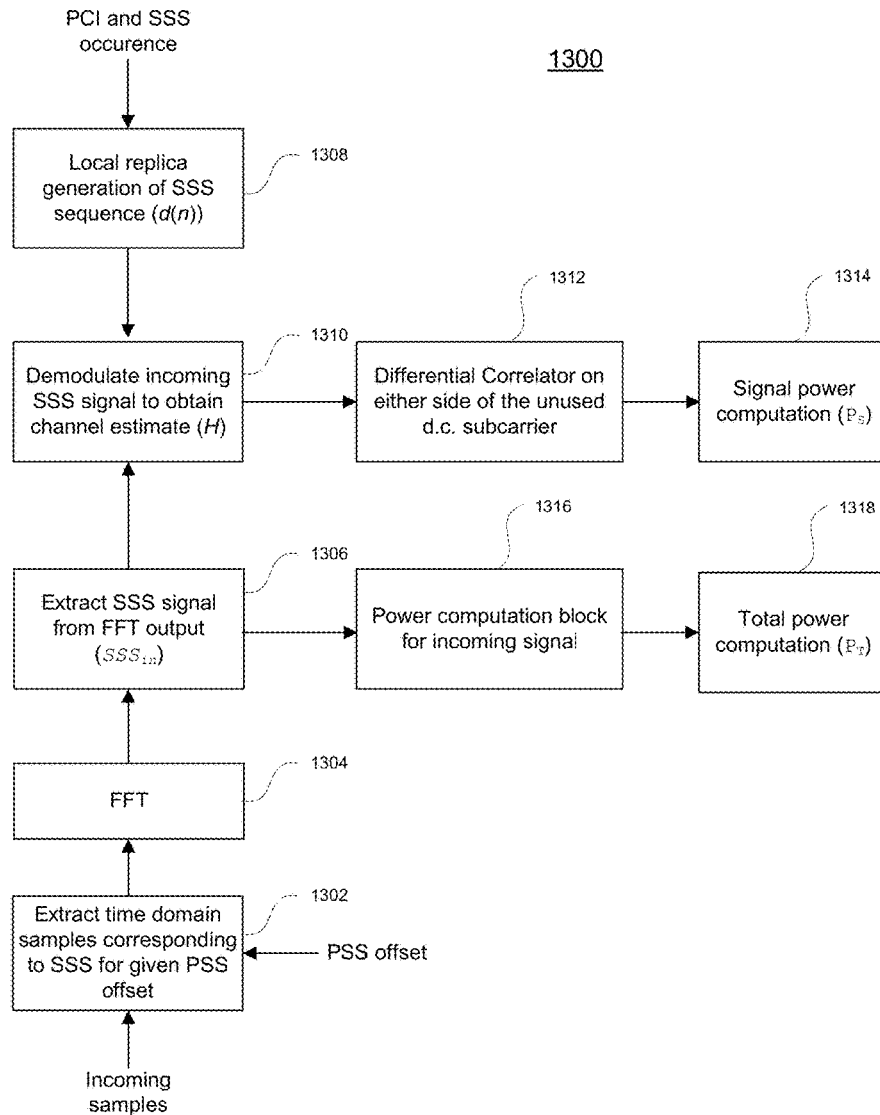 PCI and SSS
occurence
1300
Local replica
generation of SSS
sequence (d(n))
1308
Demodulate incoming
SSS signal to obtain
channel estimate (H)
1310
Differential Correlator on
either side of the unused
d.c. subcarrier
1312
Signal power
computation (Ps)
1314
Extract SSS signal
from FFT output
(SSSin)
1306
Power computation block
for incoming signal
1316
Total power
computation (PT)
1318
FFT
1304
Extract time domain
samples corresponding
to SSS for given PSS
offset
1302
PSS offset
Incoming
samples